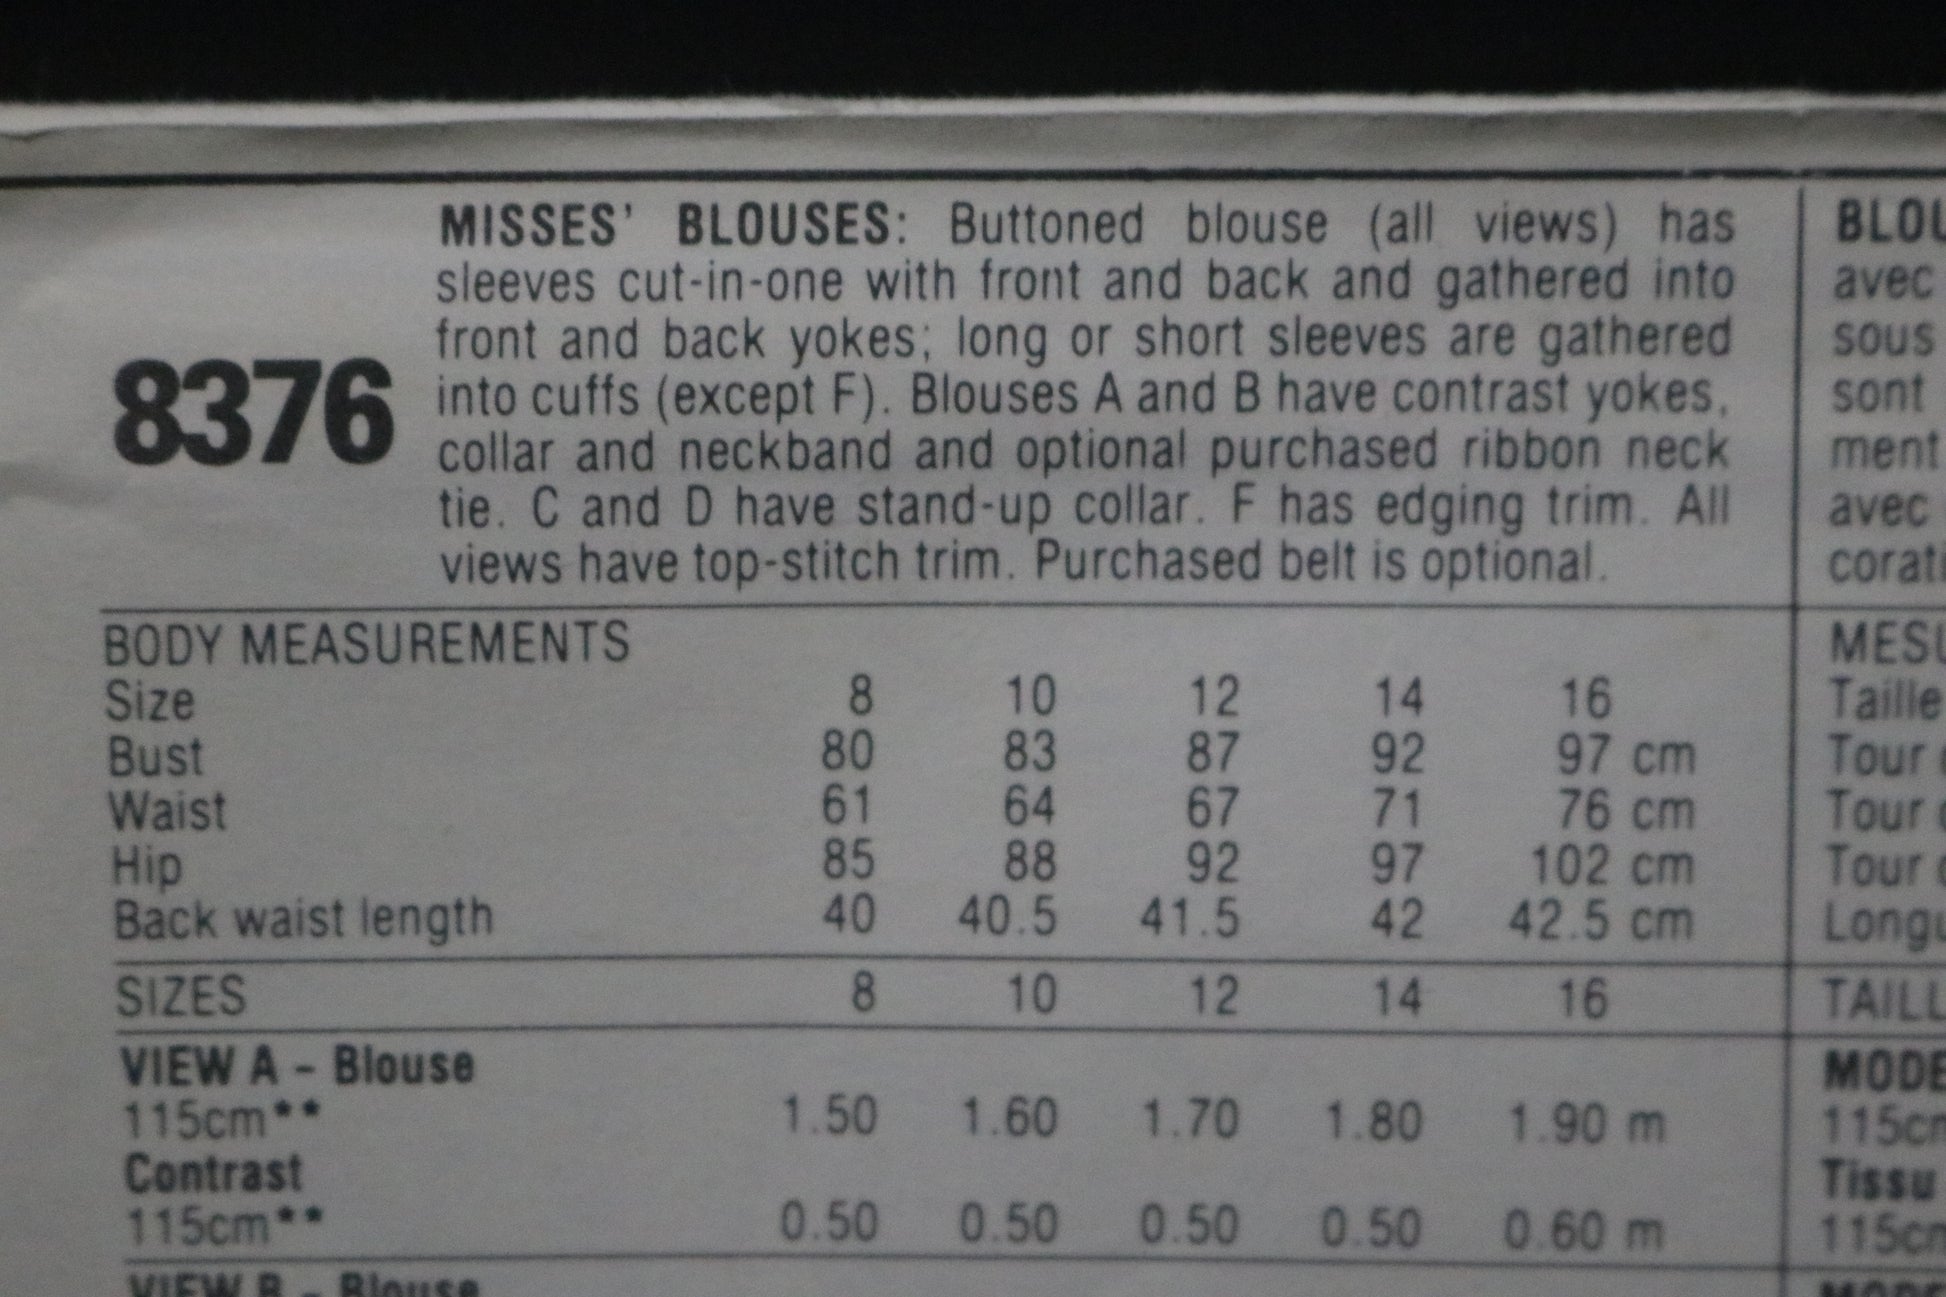 8376
MISSES' BLOUSES: Buttoned blouse (all views) has
sleeves cut-in-one with front and back and gathered into
front and back yokes; long or short sleeves are gathered
into cuffs (except F). Blouses A and B have contrast yokes,
collar and neckband and optional purchased ribbon neck
tie. C and D have stand-up collar. F has edging trim. All
views have top-stitch trim. Purchased belt is optional.
BODY MEASUREMENTS
Size 8 10 12 14 16
Bust 80 83 87 92 97 cm
Waist 61 64 67 71 76 cm
Hip 85 88 92 97 102 cm
Back waist length 40 40.5 41.5 42 42.5 cm
SIZES 8 10 12 14 16
VIEW A - Blouse
115cm** 1.50 1.60 1.70 1.80 1.90 m
Contrast
115cm** 0.50 0.50 0.50 0.50 0.60 m
VIEW B - Blouse
BLOU
avec
sous
sont
ment
avec
corati
MESU
Taille
Tour
Tour
Tour
Longu
TAILL
MODE
115cm
Tissu
115cm
MODE